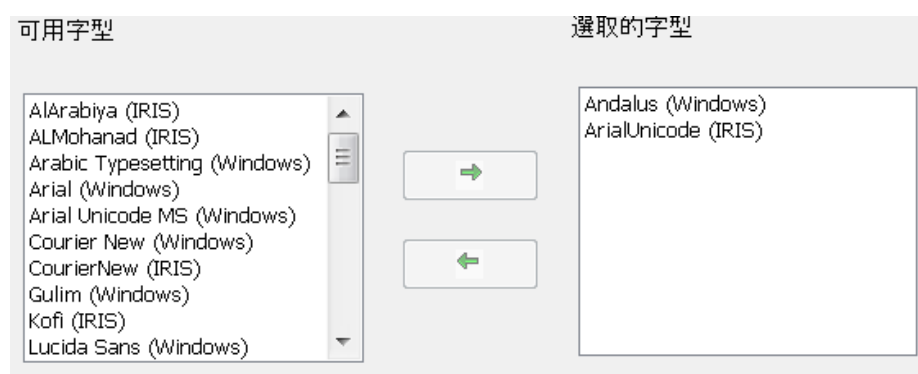 可用字型
選取的字型
AlArabiya (IRIS)
ALMohanad (IRIS)
Arabic Typesetting (Windows)
Arial (Windows)
Arial Unicode MS (Windows)
Courier New (Windows)
CourierNew (IRIS)
Gulim (Windows)
Kofi (IRIS)
Lucida Sans (Windows)
Andalus (Windows)
ArialUnicode (IRIS)